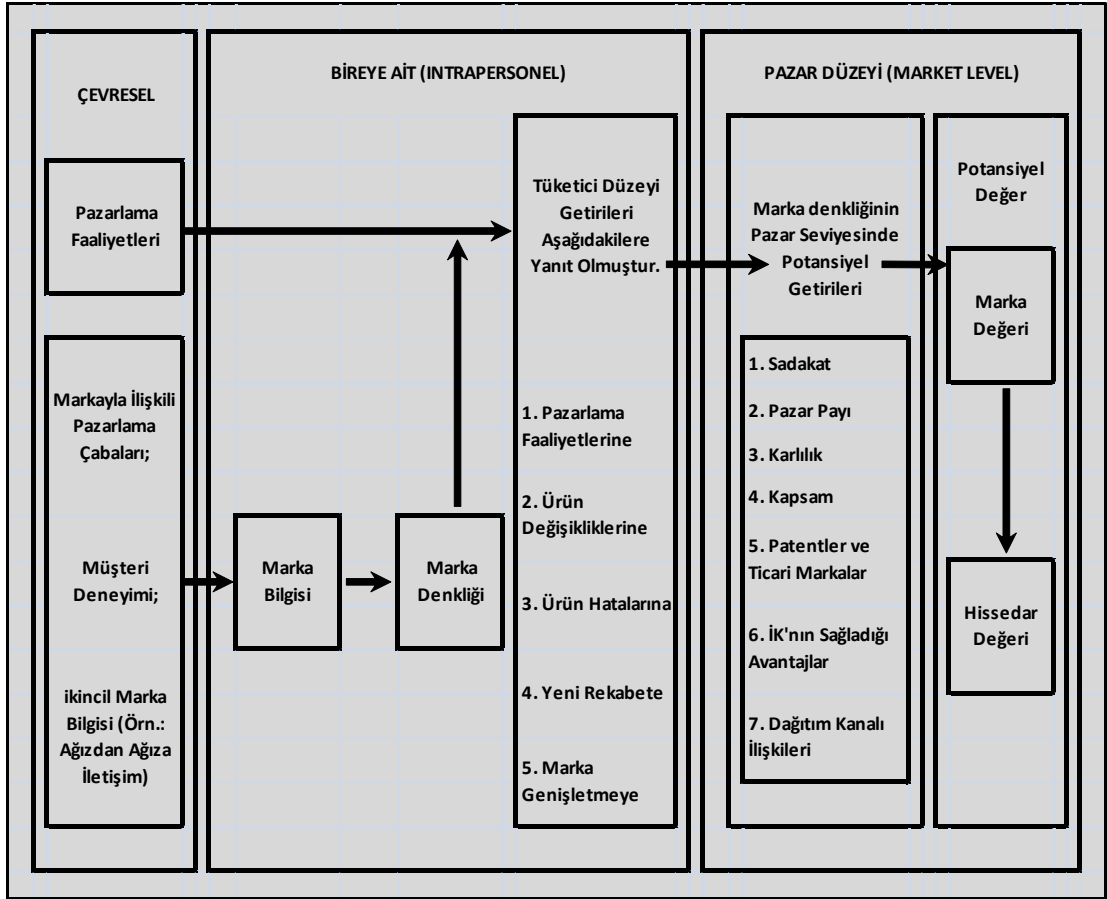 ÇEVRESEL
Pazarlama
Faaliyetleri
Markayla İlişkili
Pazarlama
Çabaları;
Müşteri
Deneyimi;
ikincil Marka
Bilgisi (Örn.:
Ağızdan Ağıza
İletişim)
BİREYE AİT (INTRAPERSONEL)
Marka
Bilgisi
Marka
Denkliği
Tüketici Düzeyi
Getirileri
Aşağıdakilere
Yanıt Olmuştur.
1. Pazarlama
Faaliyetlerine
2. Ürün
Değişikliklerine
3. Ürün Hatalarına
4. Yeni Rekabete
5. Marka
Genişletmeye
PAZAR DÜZEYİ (MARKET LEVEL)
Marka denkliğinin
Pazar Seviyesinde
Potansiyel
Getirileri
1. Sadakat
2. Pazar Payı
3. Karlılık
4. Kapsam
5. Patentler ve
Ticari Markalar
6. İK'nın Sağladığı
Avantajlar
7. Dağıtım Kanalı
İlişkileri
Potansiyel
Değer
Marka
Değeri
Hissedar
Değeri